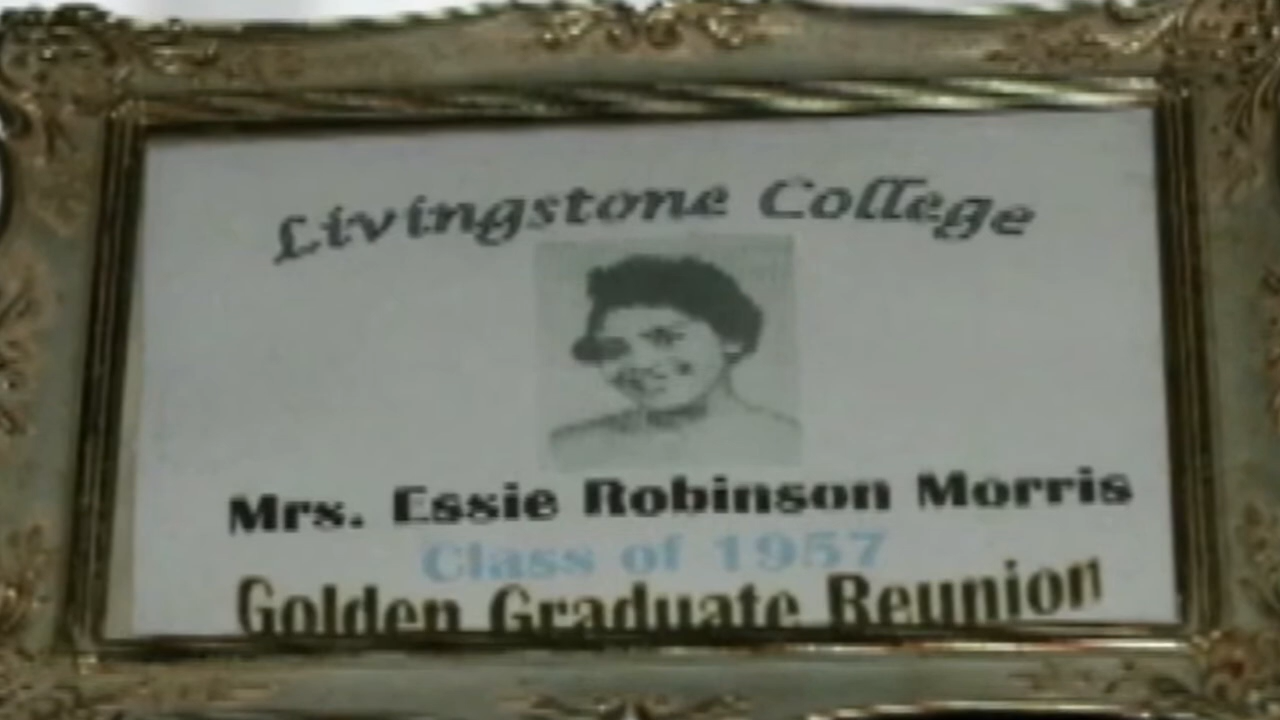 Livingstone College
Mrs. Essie Robinson Morris
Class of 1957
Golden Graduate Reunion